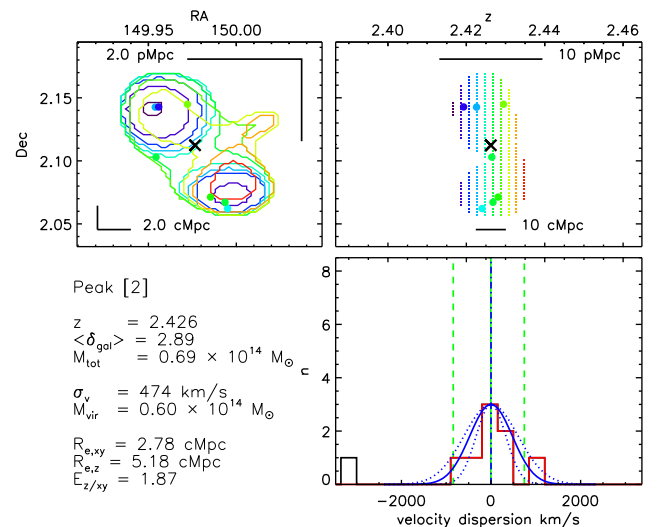 RA
149.95 150.00
z
2.40 2.42 2.44 2.46
2.0 pMpc
10 pMpc
2.15
Dec
2.10
2.05
2.0 cMpc
10 cMpc
Peak [2]
z = 2.426
<δgal> = 2.89
Mtot = 0.69 × 10^14 M⊙
σv = 474 km/s
Mvir = 0.60 × 10^14 M⊙
Re,xy = 2.78 cMpc
Re,z = 5.18 cMpc
Ez/xy = 1.87
8
6
n
4
2
0
-2000 0 2000
velocity dispersion km/s